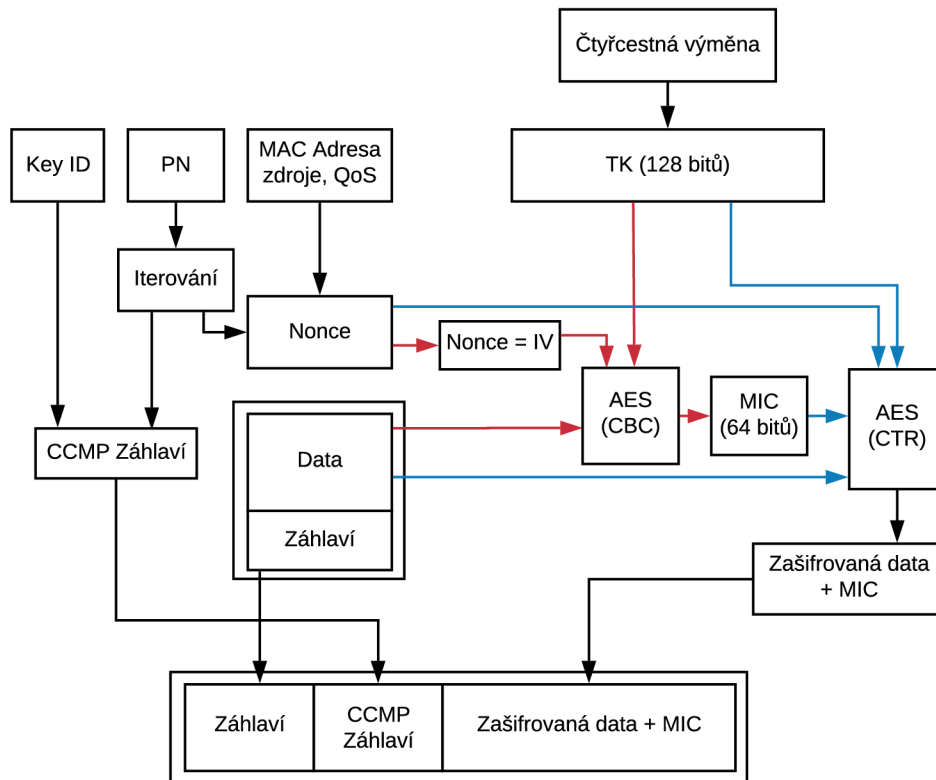 Čtyřcestná výměna
Key ID
PN
MAC Adresa
zdroje, QoS
TK (128 bitů)
Iterování
Nonce
Nonce = IV
AES
(CBC)
MIC
(64 bitů)
AES
(CTR)
CCMP Záhlaví
Data
Záhlaví
Zašifrovaná data
+ MIC
Záhlaví
CCMP
Záhlaví
Zašifrovaná data + MIC